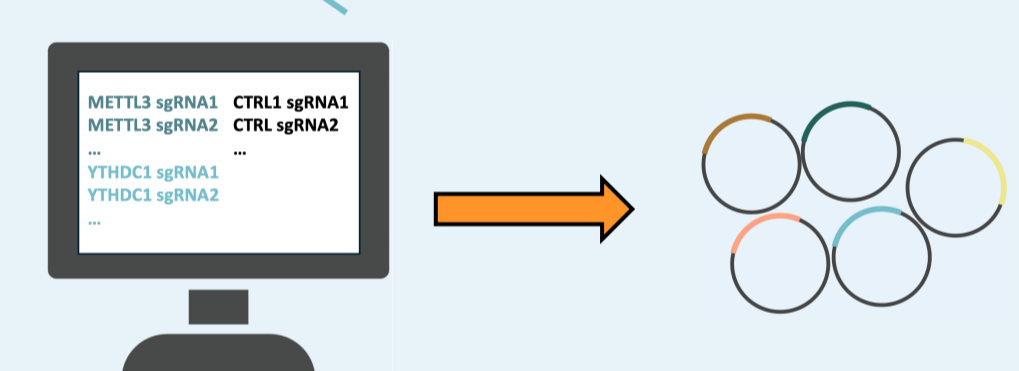 METTL3 sgRNA1 CTRL1 sgRNA1
METTL3 sgRNA2 CTRL sgRNA2
... ...
YTHDC1 sgRNA1
YTHDC1 sgRNA2
...